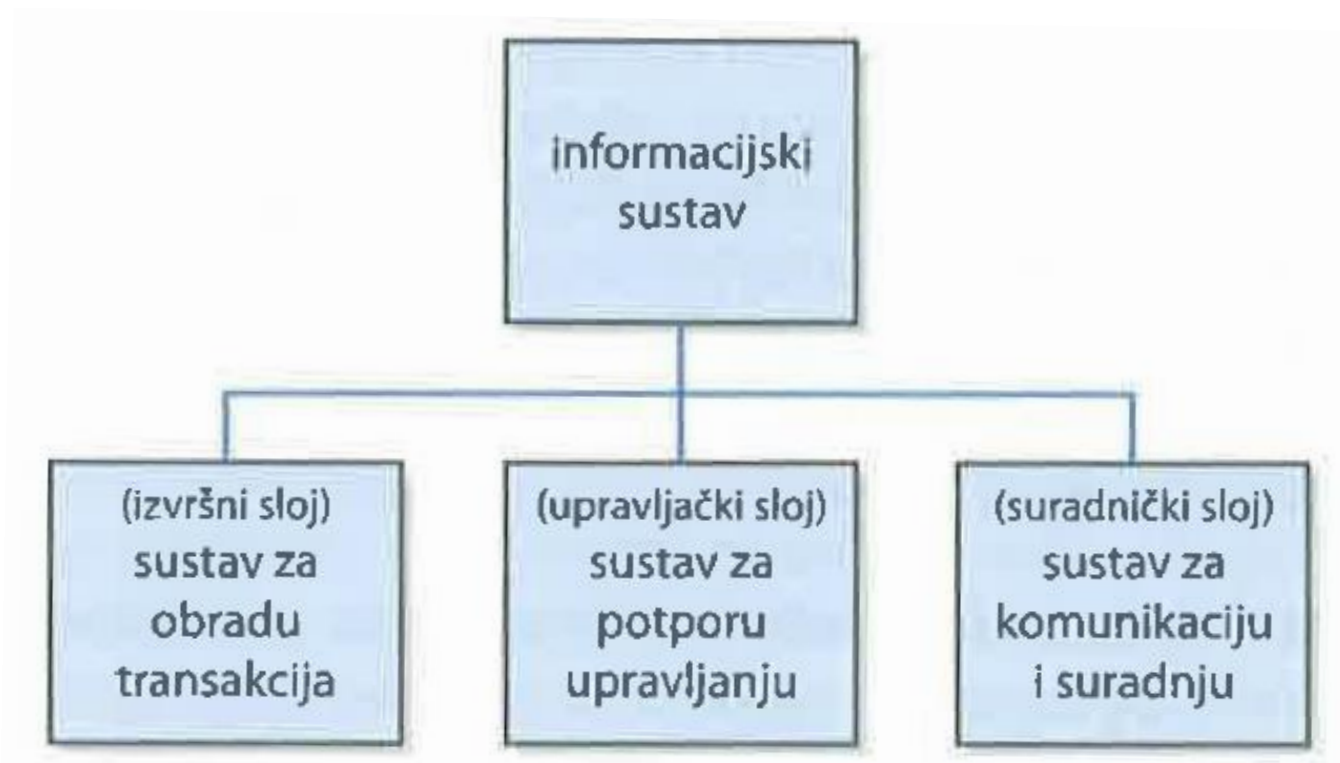 informacijski
sustav
(izvršni sloj)
sustav za
obradu
transakcija
(upravljački sloj)
sustav za
potporu
upravljanju
(suradnički sloj)
sustav za
komunikaciju
i suradnju